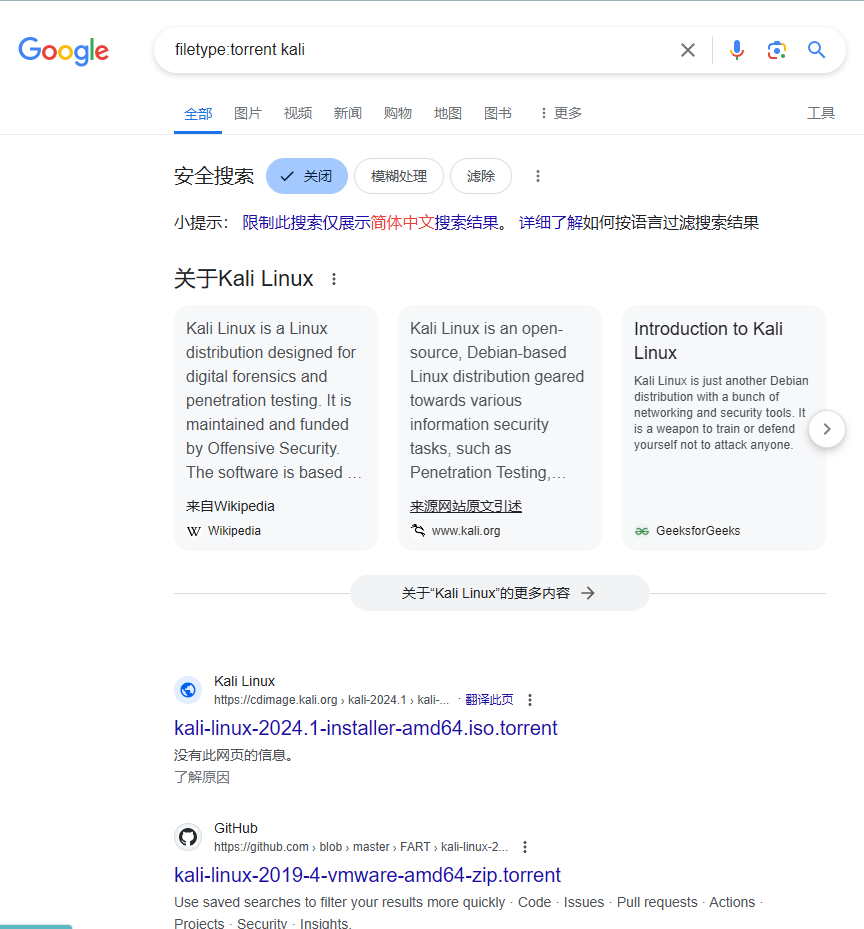 Google
filetype:torrent kali
全部 图片 视频 新闻 购物 地图 图书 更多 工具
安全搜索 关闭 模糊处理 滤除
小提示： 限制此搜索仅展示简体中文搜索结果。 详细了解如何按语言过滤搜索结果
关于Kali Linux
Kali Linux is a Linux
distribution designed for
digital forensics and
penetration testing. It is
maintained and funded
by Offensive Security.
The software is based ...
来自Wikipedia
Wikipedia
Kali Linux is an open-
source, Debian-based
Linux distribution geared
towards various
information security
tasks, such as
Penetration Testing,...
来源网站原文引述
www.kali.org
Introduction to Kali
Linux
Kali Linux is just another Debian
distribution with a bunch of
networking and security tools. It
is a weapon to train or defend
yourself not to attack anyone.
GeeksforGeeks
关于“Kali Linux”的更多内容 →
Kali Linux
https://cdimage.kali.org › kali-2024.1 › kali-... · 翻译此页
kali-linux-2024.1-installer-amd64.iso.torrent
没有此网页的信息。
了解原因
GitHub
https://github.com › blob › master › FART › kali-linux-2...
kali-linux-2019-4-vmware-amd64-zip.torrent
Use saved searches to filter your results more quickly · Code · Issues · Pull requests · Actions ·
Projects · Security · Insights.